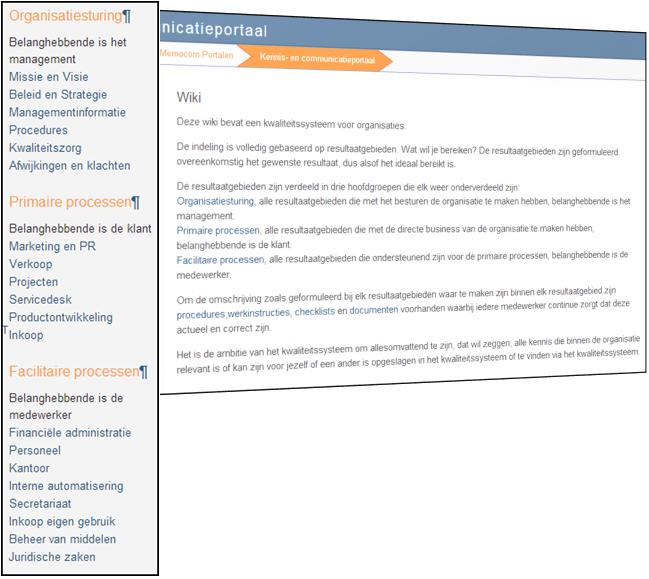 Organisatiesturing¶
Belanghebbende is het
management
Missie en Visie
Beleid en Strategie
Managementinformatie
Procedures
Kwaliteitszorg
Afwijkingen en klachten
Primaire processen¶
Belanghebbende is de klant
Marketing en PR
Verkoop
Projecten
Servicedesk
Productontwikkeling
Inkoop
Facilitaire processen¶
Belanghebbende is de
medewerker
Financiële administratie
Personeel
Kantoor
Interne automatisering
Secretariaat
Inkoop eigen gebruik
Beheer van middelen
Juridische zaken
nicatieportaal
Memocorn Portalen Kennis- en communicatieportaal
Wiki
Deze wiki bevat een kwaliteitssysteem voor organisaties.
De indeling is volledig gebaseerd op resultaatgebieden. Wat wil je bereiken? De resultaatgebieden zijn geformuleerd
overeenkomstig het gewenste resultaat, dus alsof het ideaal bereikt is.
De resultaatgebieden zijn verdeeld in drie hoofdgroepen die elk weer onderverdeeld zijn:
Organisatiesturing, alle resultaatgebieden die met het besturen de organisatie te maken hebben, belanghebbende is het
management.
Primaire processen, alle resultaatgebieden die met de directe business van de organisatie te maken hebben,
belanghebbende is de klant.
Facilitaire processen, alle resultaatgebieden die ondersteunend zijn voor de primaire processen, belanghebbende is de
medewerker.
Om de omschrijving zoals geformuleerd bij elk resultaatgebieden waar te maken zijn binnen elk resultaatgebied zijn
procedures,werkinstructies, checklists en documenten voorhanden waarbij iedere medewerker continue zorgt dat deze
actueel en correct zijn.
Het is de ambitie van het kwaliteitssysteem om allesomvattend te zijn, dat wil zeggen, alle kennis die binnen de organisatie
relevant is of kan zijn voor jezelf of een ander is opgeslagen in het kwaliteitssysteem of te vinden via het kwaliteitssysteem.